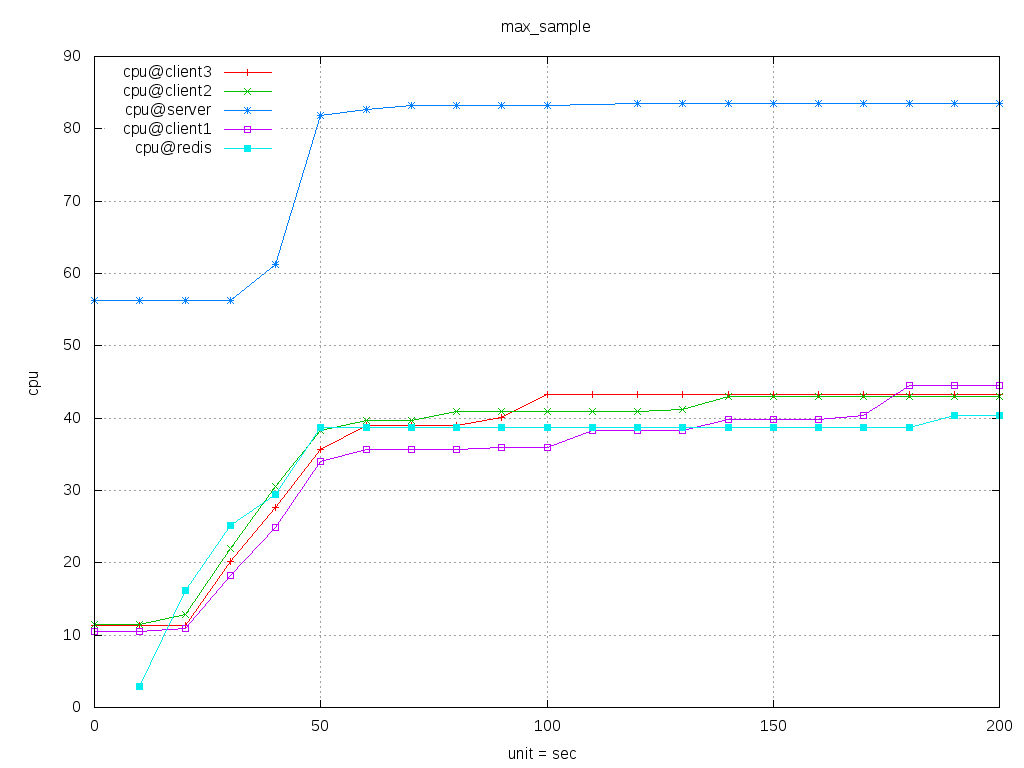 max_sample
90
80
70
60
50
40
30
20
10
0
cpu@client3
cpu@client2
cpu@server
cpu@client1
cpu@redis
cpu
0 50 100 150 200
unit = sec